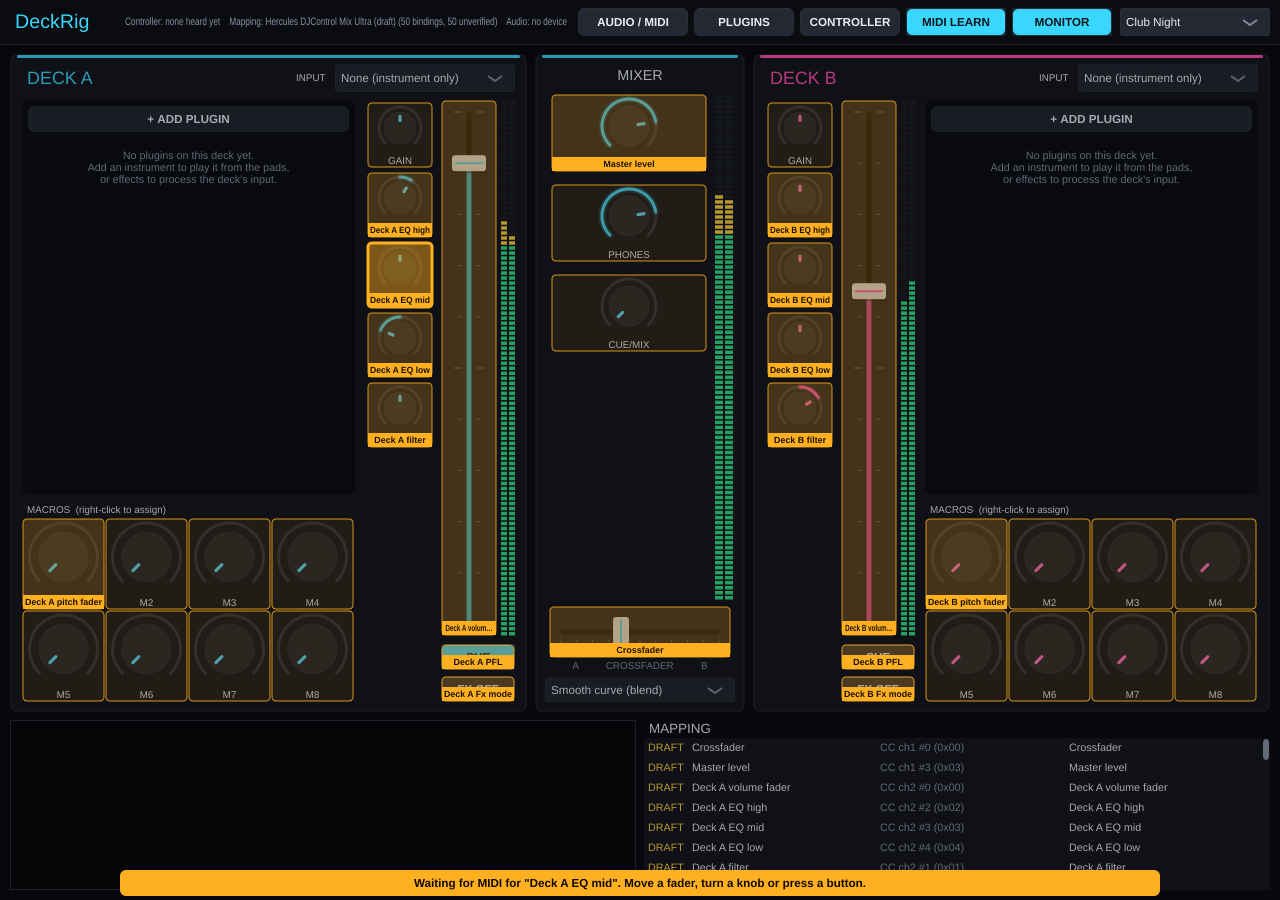 DeckRig
Controller: none heard yet Mapping: Hercules DJControl Mix Ultra (draft) (50 bindings, 50 unverified) Audio: no device
AUDIO / MIDI
PLUGINS
CONTROLLER
MIDI LEARN
MONITOR
Club Night
DECK A
INPUT
None (instrument only)
+ ADD PLUGIN
No plugins on this deck yet.
Add an instrument to play it from the pads,
or effects to process the deck's input.
GAIN
Deck A EQ high
Deck A EQ mid
Deck A EQ low
Deck A filter
MACROS (right-click to assign)
Deck A pitch fader
M2
M3
M4
M5
M6
M7
M8
Deck A volum...
Deck A PFL
Deck A Fx mode
MIXER
Master level
PHONES
CUE/MIX
Crossfader
A CROSSFADER B
Smooth curve (blend)
DECK B
INPUT
None (instrument only)
GAIN
Deck B EQ high
Deck B EQ mid
Deck B EQ low
Deck B filter
Deck B volum...
Deck B PFL
Deck B Fx mode
+ ADD PLUGIN
No plugins on this deck yet.
Add an instrument to play it from the pads,
or effects to process the deck's input.
MACROS (right-click to assign)
Deck B pitch fader
M2
M3
M4
M5
M6
M7
M8
MAPPING
DRAFT Crossfader CC ch1 #0 (0x00) Crossfader
DRAFT Master level CC ch1 #3 (0x03) Master level
DRAFT Deck A volume fader CC ch2 #0 (0x00) Deck A volume fader
DRAFT Deck A EQ high CC ch2 #2 (0x02) Deck A EQ high
DRAFT Deck A EQ mid CC ch2 #3 (0x03) Deck A EQ mid
DRAFT Deck A EQ low CC ch2 #4 (0x04) Deck A EQ low
DRAFT Deck A filter CC ch2 #1 (0x01) Deck A filter
Waiting for MIDI for "Deck A EQ mid". Move a fader, turn a knob or press a button.